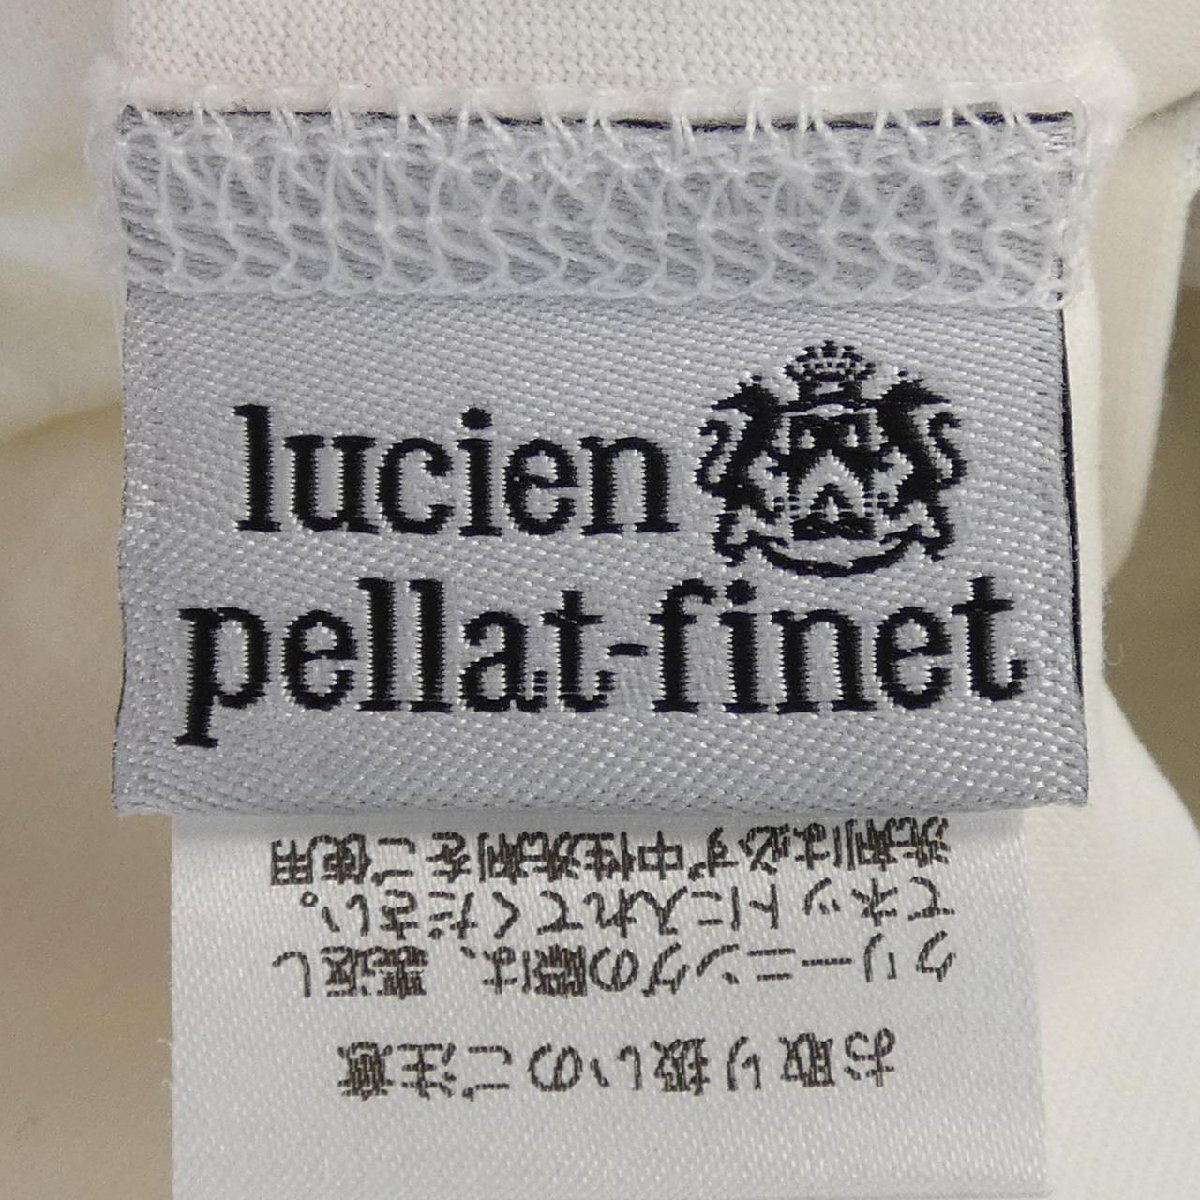 lucien
pellat-finet
お取り扱いのご注意
クリーニングの際は、裏返し
てネットに入れてください。
洗剤は必ず中性洗剤をご使用